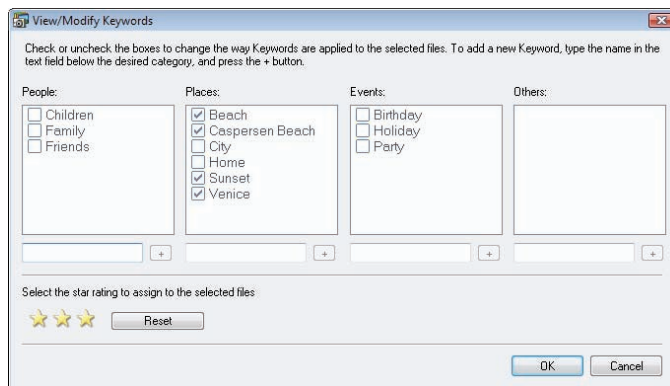 View/Modify Keywords
Check or uncheck the boxes to change the way Keywords are applied to the selected files. To add a new Keyword, type the name in the
text field below the desired category, and press the + button.
People:
Children
Family
Friends
+
Places:
Beach
Caspersen Beach
City
Home
Sunset
Venice
+
Events:
Birthday
Holiday
Party
+
Others:
+
Select the star rating to assign to the selected files
Reset
OK
Cancel